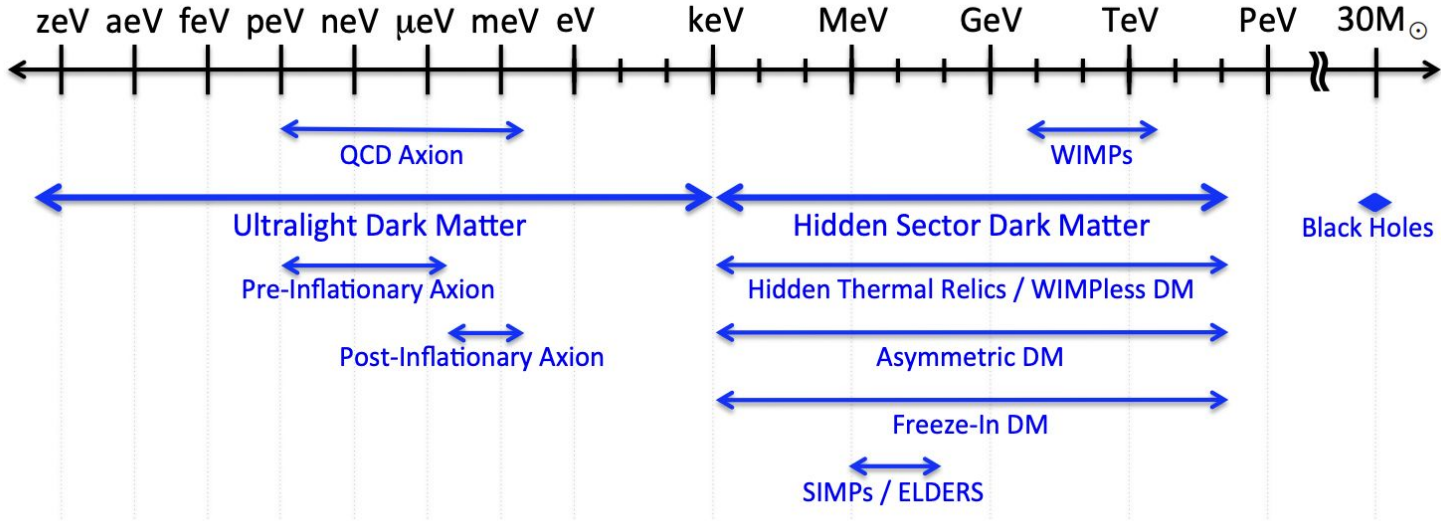 zeV aeV feV peV neV μeV meV eV keV MeV GeV TeV PeV 30M☉
QCD Axion WIMPs
Ultralight Dark Matter Hidden Sector Dark Matter Black Holes
Pre-Inflationary Axion Hidden Thermal Relics / WIMPless DM
Post-Inflationary Axion Asymmetric DM
Freeze-In DM
SIMPs / ELDERS